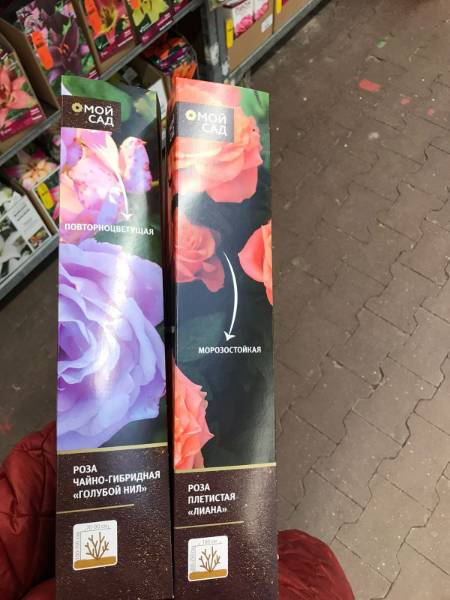 МОЙ
САД
ПОВТОРНОЦВЕТУЩАЯ
РОЗА
ЧАЙНО-ГИБРИДНАЯ
«ГОЛУБОЙ НИЛ»
МОЙ
САД
МОРОЗОСТОЙКАЯ
РОЗА
ПЛЕТИСТАЯ
«ЛИАНА»